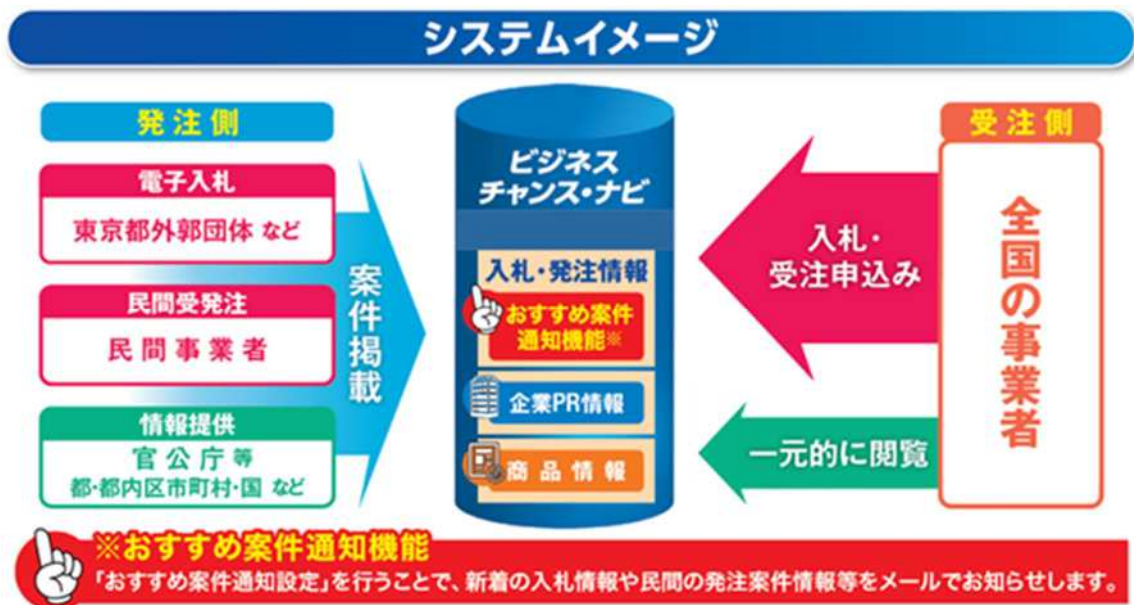 システムイメージ
発注側
電子入札
東京都外郭団体 など
民間受発注
民間事業者
情報提供
官公庁 等
都・都内区市町村・国 など
案件掲載
ビジネス
チャンス・ナビ
入札・発注情報
おすすめ案件
通知機能※
企業PR情報
商品情報
入札・
受注申込み
一元的に閲覧
受注側
全国の事業者
※おすすめ案件通知機能
「おすすめ案件通知設定」を行うことで、新着の入札情報や民間の発注案件情報等をメールでお知らせします。